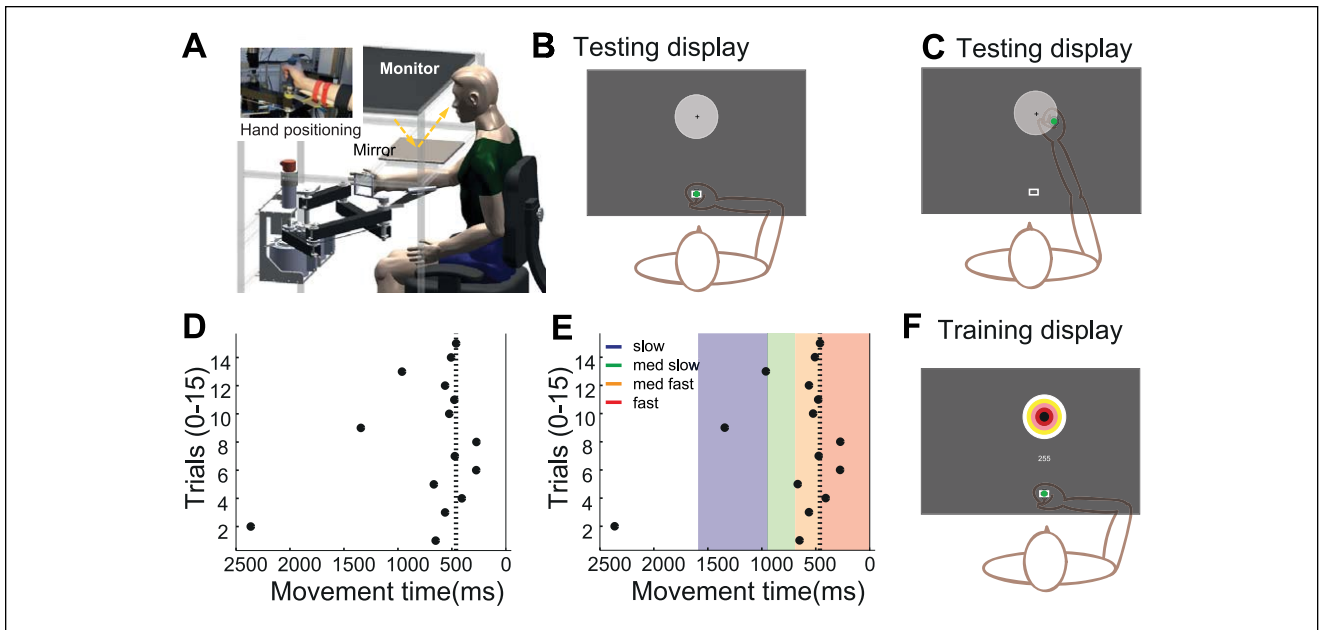 A
Monitor
Hand positioning
Mirror
B Testing display
C Testing display
D
Trials (0-15)
14
12
10
8
6
4
2
2500 2000 1500 1000 500 0
Movement time(ms)
E
slow
med slow
med fast
fast
Trials (0-15)
14
12
10
8
6
4
2
2500 2000 1500 1000 500 0
Movement time(ms)
F Training display
255